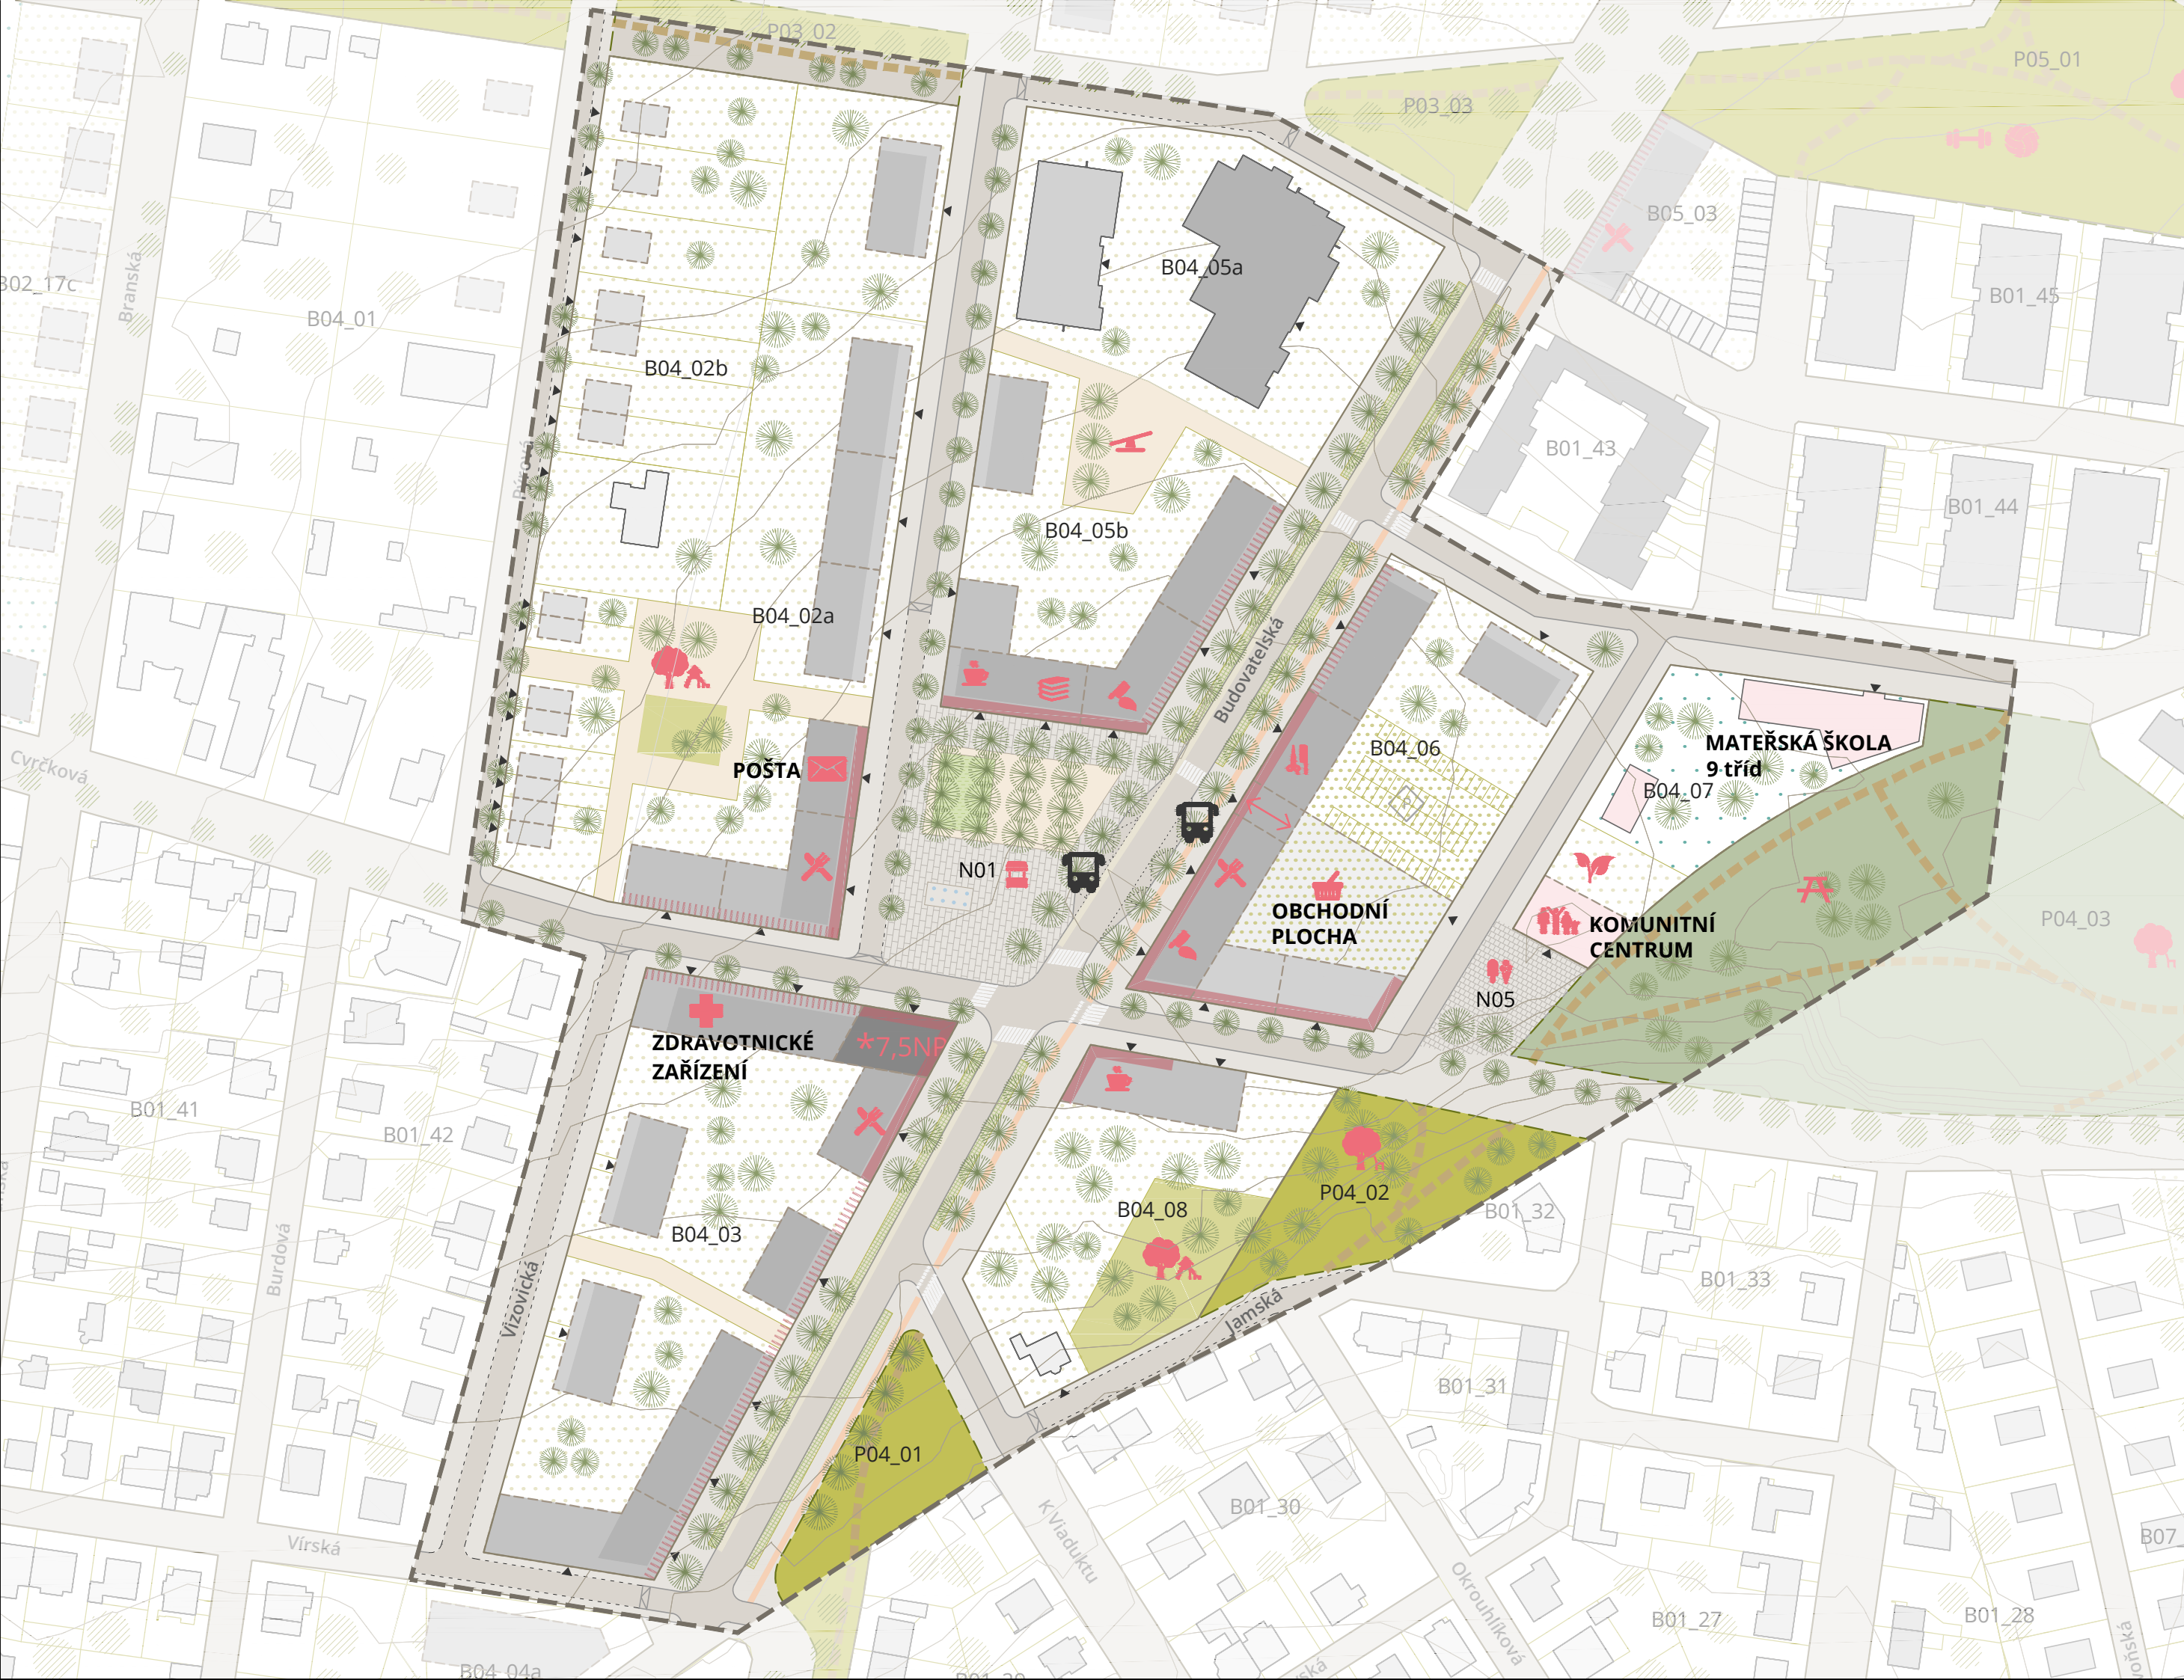 P03_02
P05_01
P03_03
B05_03
B02_17c
Branská
B04_01
B04_05a
B01_45
B04_02b
B01_43
B01_44
B04_05b
B04_02a
Budovatelská
B04_06
MATEŘSKÁ ŠKOLA
9 tříd
B04_07
Cvrčková
POŠTA
P
N01
OBCHODNÍ
PLOCHA
KOMUNITNÍ
CENTRUM
P04_03
N05
ZDRAVOTNICKÉ
ZAŘÍZENÍ
*7,5NP
B01_41
B01_42
P04_02
B04_08
B01_32
B04_03
Burdová
Vizovická
B01_33
Jamská
B01_31
P04_01
B01_30
K Viaduktu
Vírská
B07_
Okrouhlíková
B01_27
B01_28
B04_04a